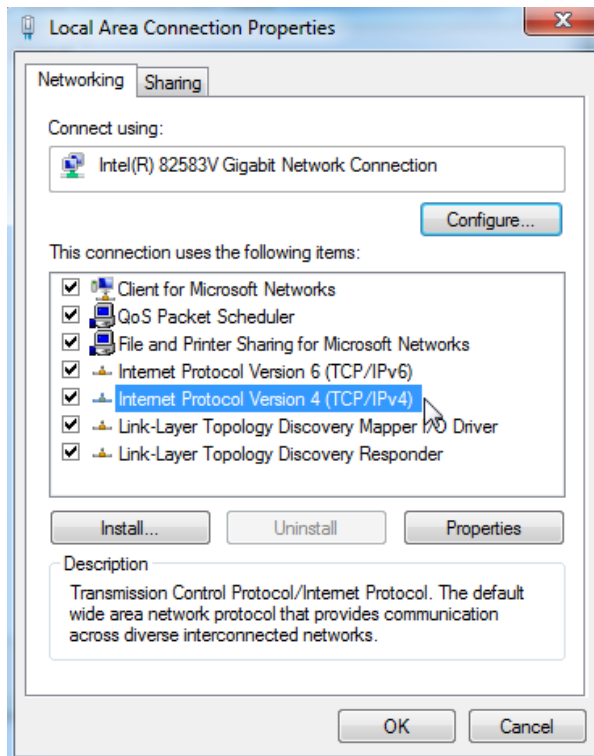 Local Area Connection Properties
Networking
Sharing
Connect using:
Intel(R) 82583V Gigabit Network Connection
Configure...
This connection uses the following items:
Client for Microsoft Networks
QoS Packet Scheduler
File and Printer Sharing for Microsoft Networks
Internet Protocol Version 6 (TCP/IPv6)
Internet Protocol Version 4 (TCP/IPv4)
Link-Layer Topology Discovery Mapper I/O Driver
Link-Layer Topology Discovery Responder
Install...
Uninstall
Properties
Description
Transmission Control Protocol/Internet Protocol. The default
wide area network protocol that provides communication
across diverse interconnected networks.
OK
Cancel